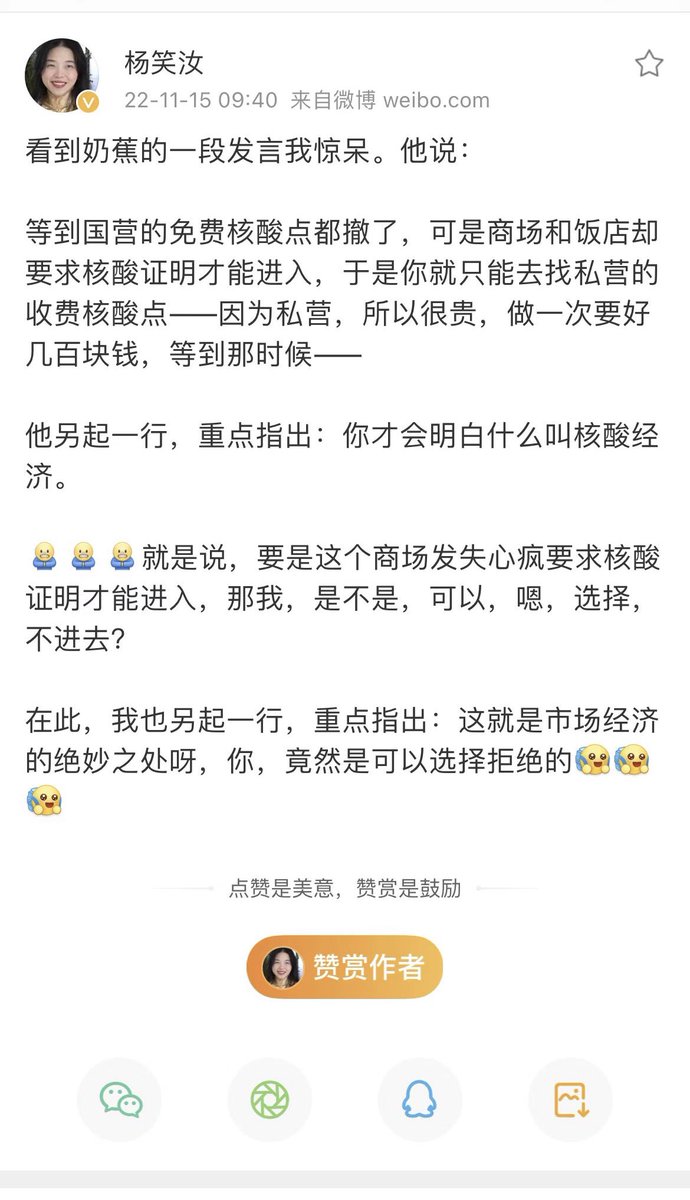 杨笑汝
22-11-15 09:40 来自微博 weibo.com
看到奶蕉的一段发言我惊呆。他说：
等到国营的免费核酸点都撤了，可是商场和饭店却
要求核酸证明才能进入，于是你就只能去找私营的
收费核酸点——因为私营，所以很贵，做一次要好
几百块钱，等到那时候——
他另起一行，重点指出：你才会明白什么叫核酸经
济。
就是说，要是这个商场发失心疯要求核酸
证明才能进入，那我，是不是，可以，嗯，选择，
不进去？
在此，我也另起一行，重点指出：这就是市场经济
的绝妙之处呀，你，竟然是可以选择拒绝的
点赞是美意，赞赏是鼓励
赞赏作者